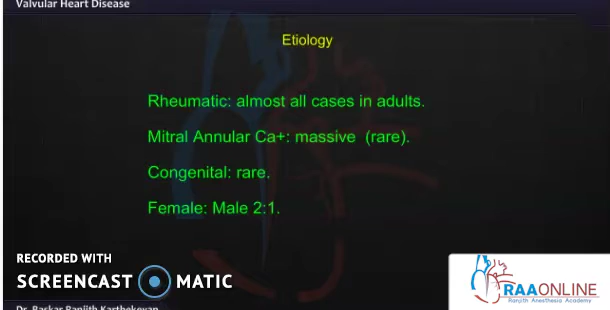 Valvular Heart Disease
Etiology
Rheumatic: almost all cases in adults.
Mitral Annular Ca+: massive (rare).
Congenital: rare.
Female: Male 2:1.
RECORDED WITH
SCREENCAST MATIC
RAAONLINE
Ranjith Anesthesia Academy
Dr. Baskar Ranjith Karthekeyan